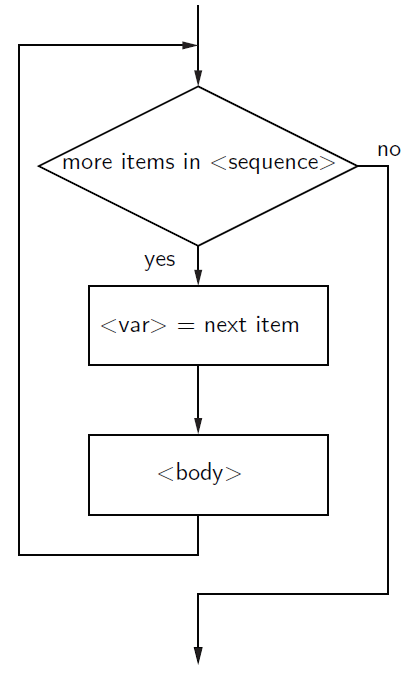 more items in <sequence>
no
yes
<var> = next item
<body>